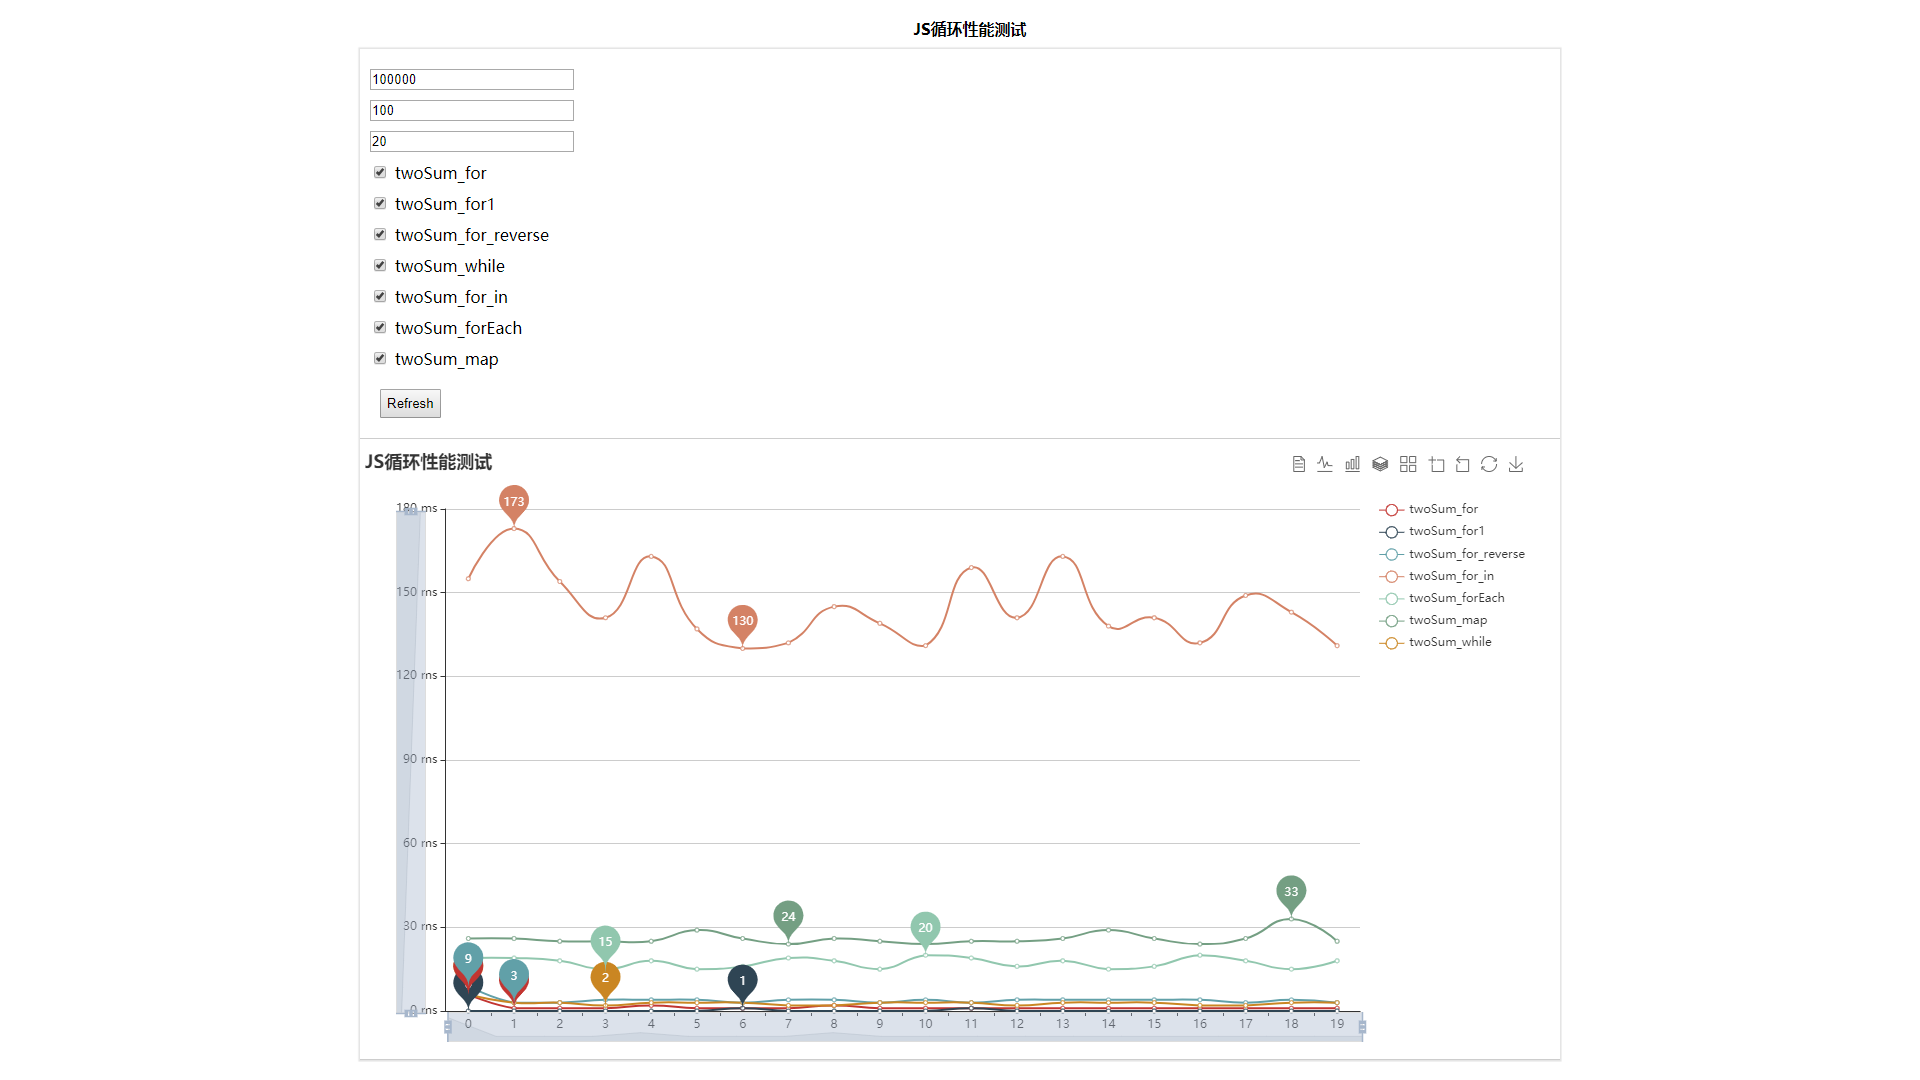 JS循环性能测试
100000
100
20
twoSum_for
twoSum_for1
twoSum_for_reverse
twoSum_while
twoSum_for_in
twoSum_forEach
twoSum_map
Refresh
JS循环性能测试
180 ms
150 ms
120 ms
90 ms
60 ms
30 ms
0 ms
173
130
24
20
33
15
9
3
2
1
0 1 2 3 4 5 6 7 8 9 10 11 12 13 14 15 16 17 18 19
twoSum_for
twoSum_for1
twoSum_for_reverse
twoSum_for_in
twoSum_forEach
twoSum_map
twoSum_while